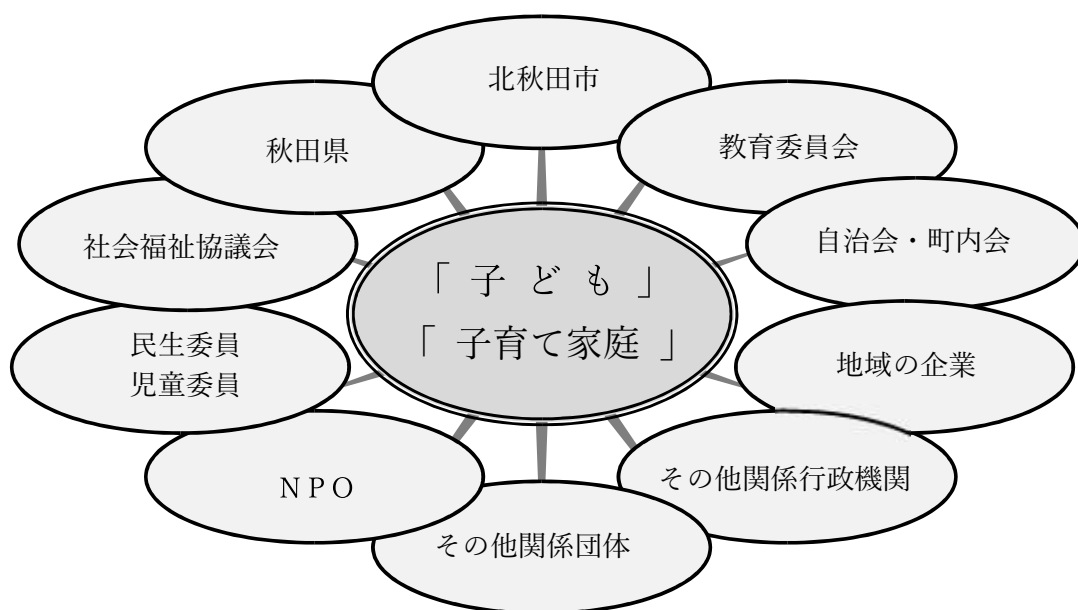 北秋田市
秋田県
教育委員会
社会福祉協議会
自治会・町内会
「 子 ど も 」
「 子育て家庭 」
民生委員
児童委員
地域の企業
NPO
その他関係行政機関
その他関係団体